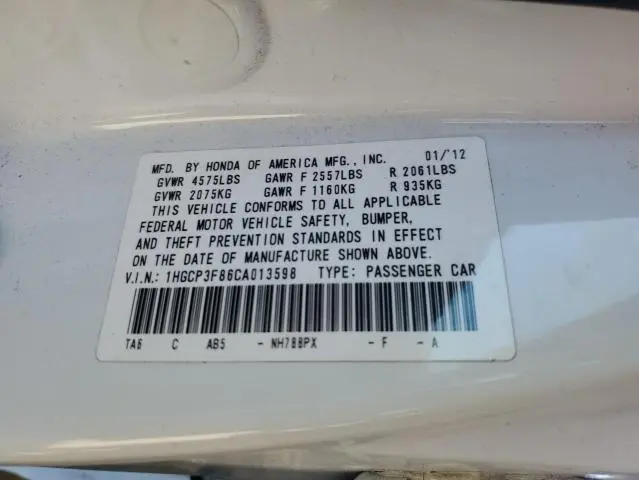 MFD. BY HONDA OF AMERICA MFG., INC. 01/'12
GVWR 4575LBS GAWR F 2557LBS R 2061LBS
GVWR 2075KG GAWR F 1160KG R 935KG
THIS VEHICLE CONFORMS TO ALL APPLICABLE
FEDERAL MOTOR VEHICLE SAFETY, BUMPER,
AND THEFT PREVENTION STANDARDS IN EFFECT
ON THE DATE OF MANUFACTURE SHOWN ABOVE.
V.I.N.: 1HGCP3F86CA013598 TYPE: PASSENGER CAR
TA6 C AB5 - NH788PX - F - A